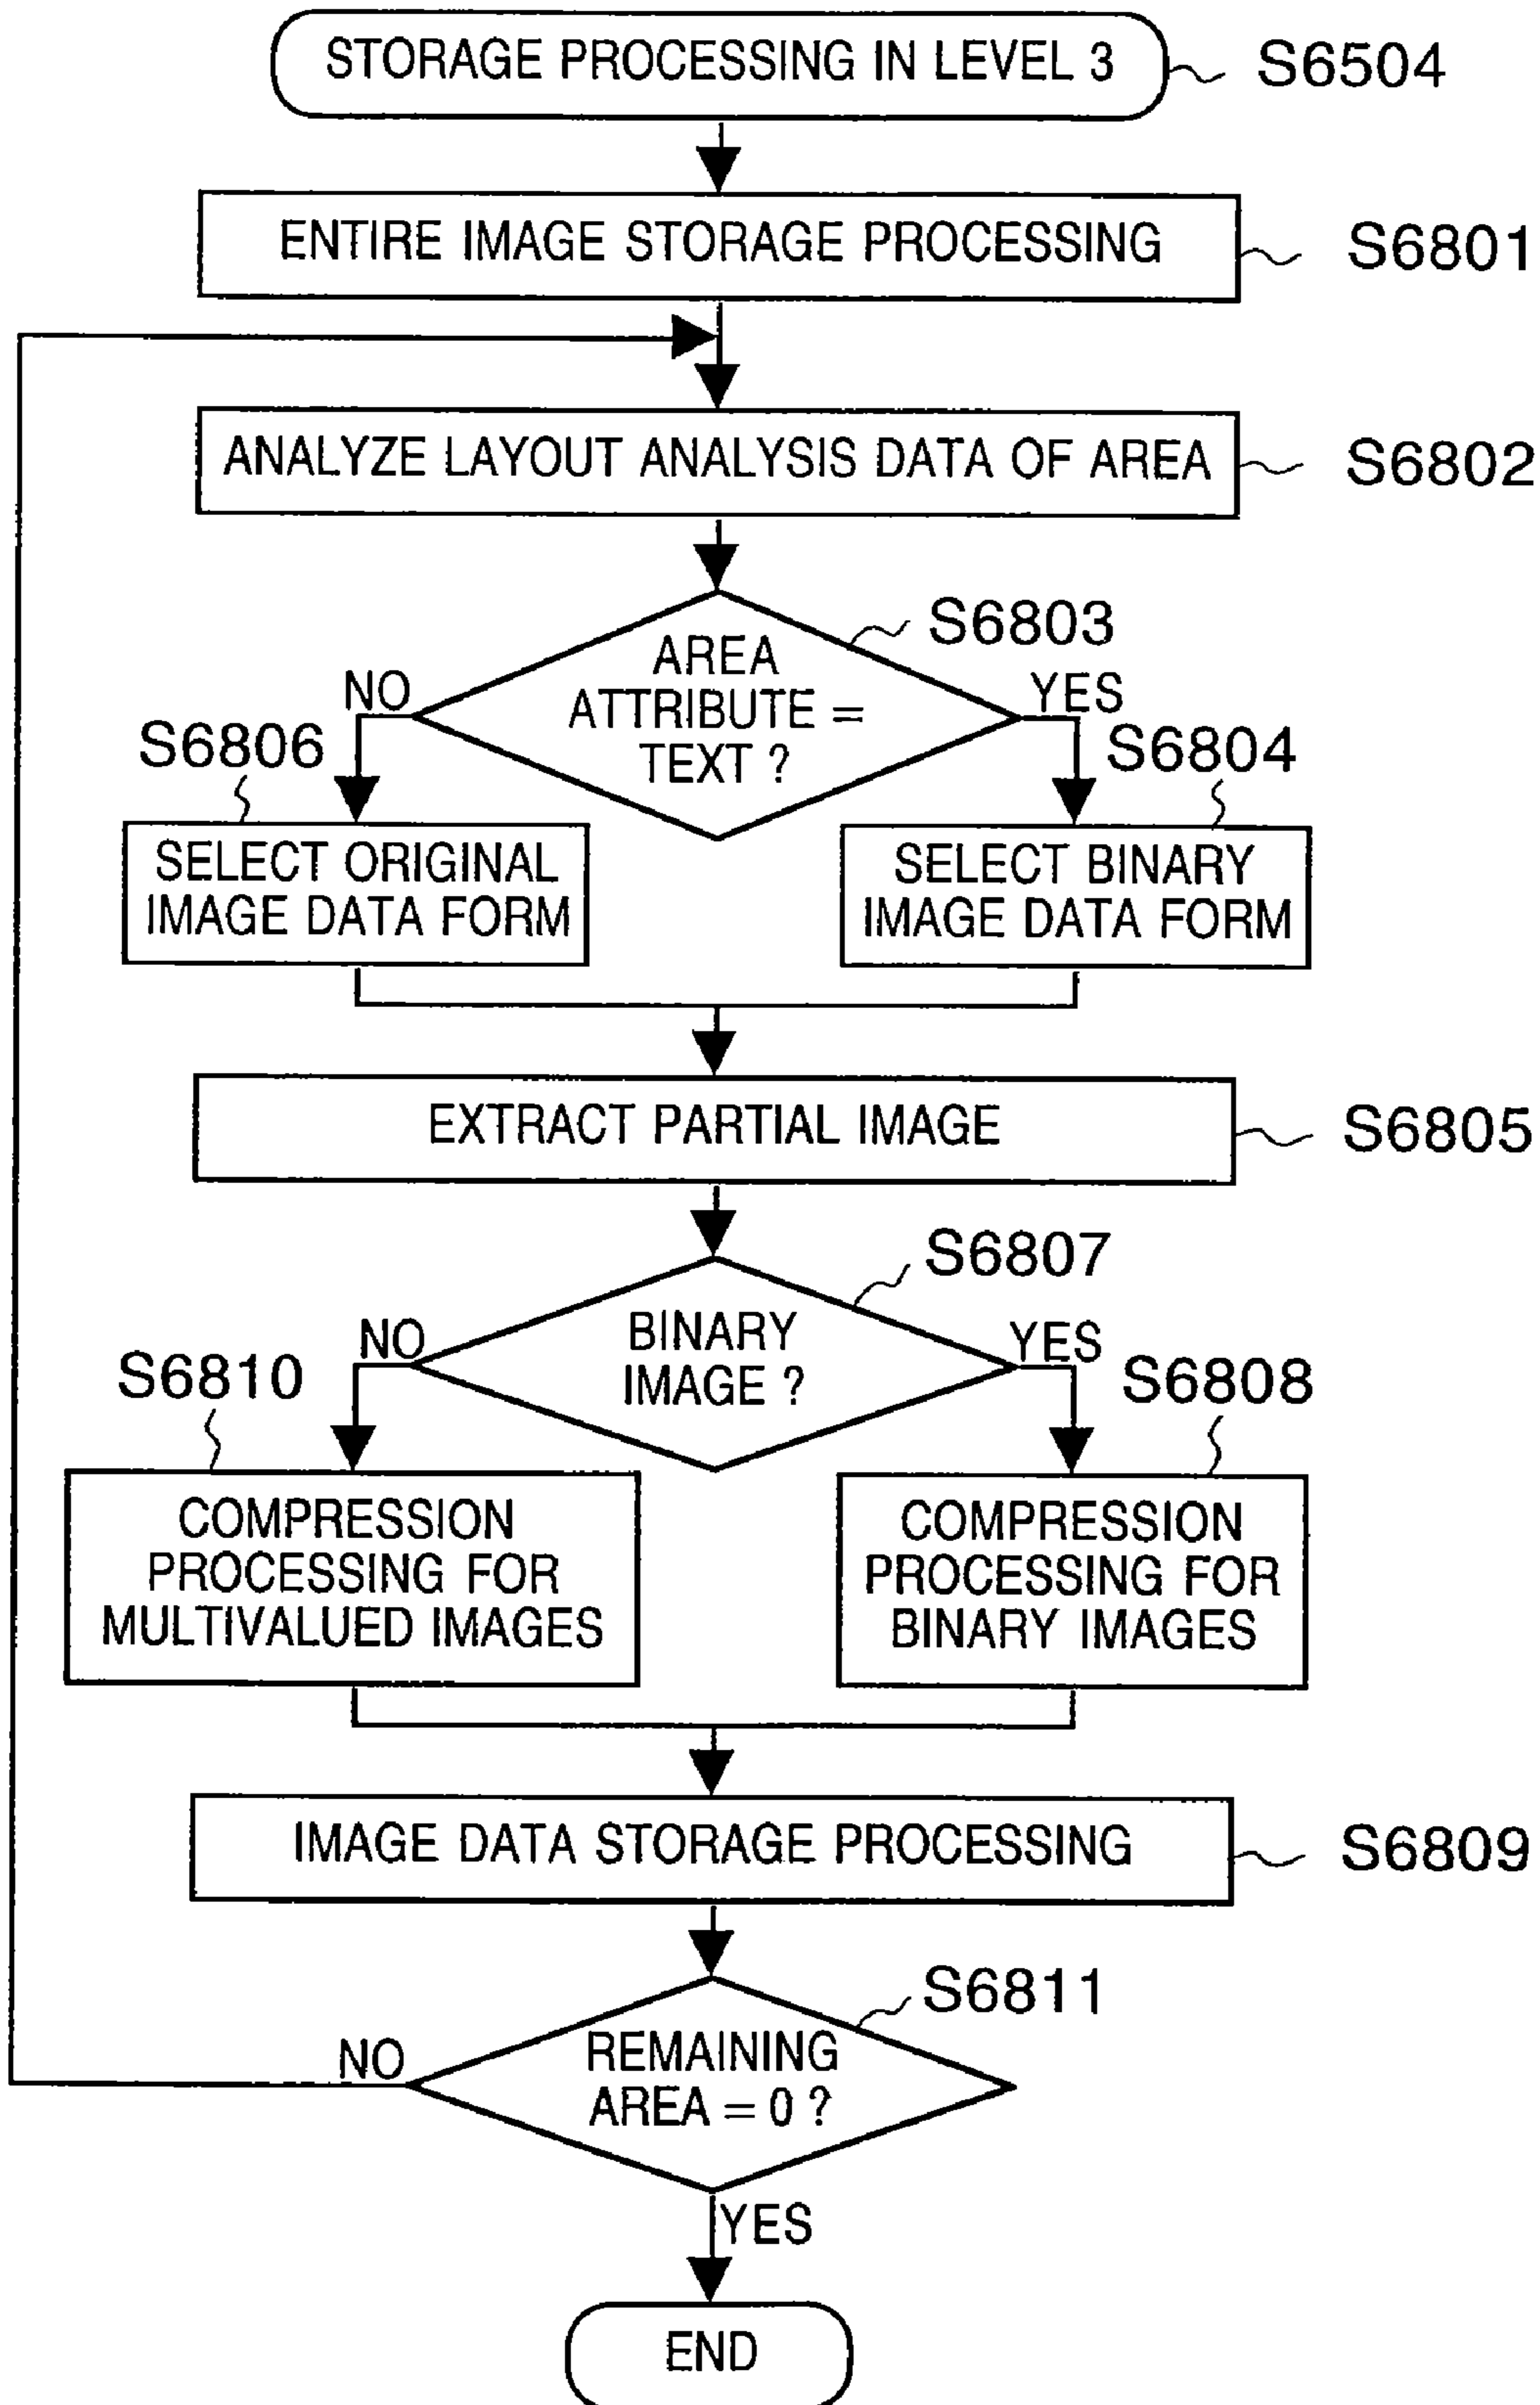 STORAGE PROCESSING IN LEVEL 3
S6504
ENTIRE IMAGE STORAGE PROCESSING
S6801
ANALYZE LAYOUT ANALYSIS DATA OF AREA
S6802
S6803
AREA
ATTRIBUTE =
TEXT ?
NO
YES
S6806
S6804
SELECT ORIGINAL
IMAGE DATA FORM
SELECT BINARY
IMAGE DATA FORM
EXTRACT PARTIAL IMAGE
S6805
S6807
BINARY
IMAGE ?
NO
YES
S6810
S6808
COMPRESSION
PROCESSING FOR
MULTIVALUED IMAGES
COMPRESSION
PROCESSING FOR
BINARY IMAGES
IMAGE DATA STORAGE PROCESSING
S6809
S6811
REMAINING
AREA = 0 ?
NO
YES
END